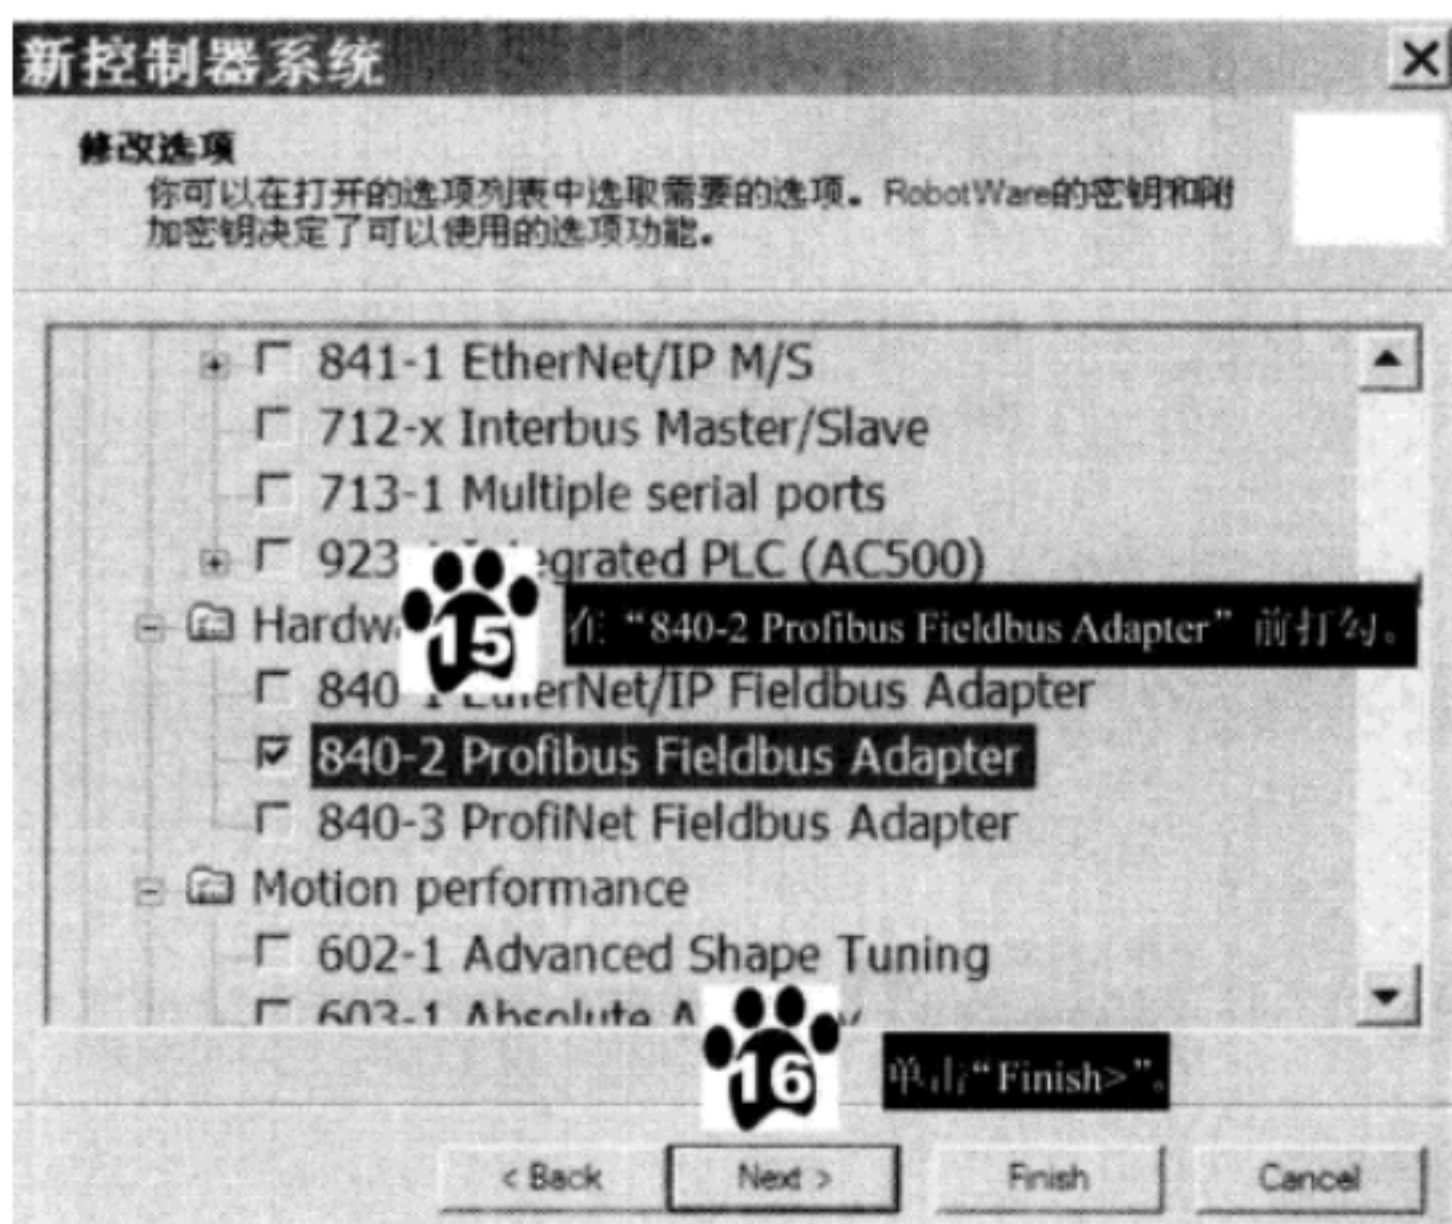 新控制器系统
修改选项
你可以在打开的选项列表中选取需要的选项。RobotWare的密钥和附
加密钥决定了可以使用的选项功能。
841-1 EtherNet/IP M/S
712-x Interbus Master/Slave
713-1 Multiple serial ports
923 egrated PLC (AC500)
Hardw
15
在“840-2 Profibus Fieldbus Adapter”前打勾。
840-1 EtherNet/IP Fieldbus Adapter
840-2 Profibus Fieldbus Adapter
840-3 ProfiNet Fieldbus Adapter
Motion performance
602-1 Advanced Shape Tuning
603-1 Absolute A
16
单击“Finish>”。
< Back
Next >
Finish
Cancel